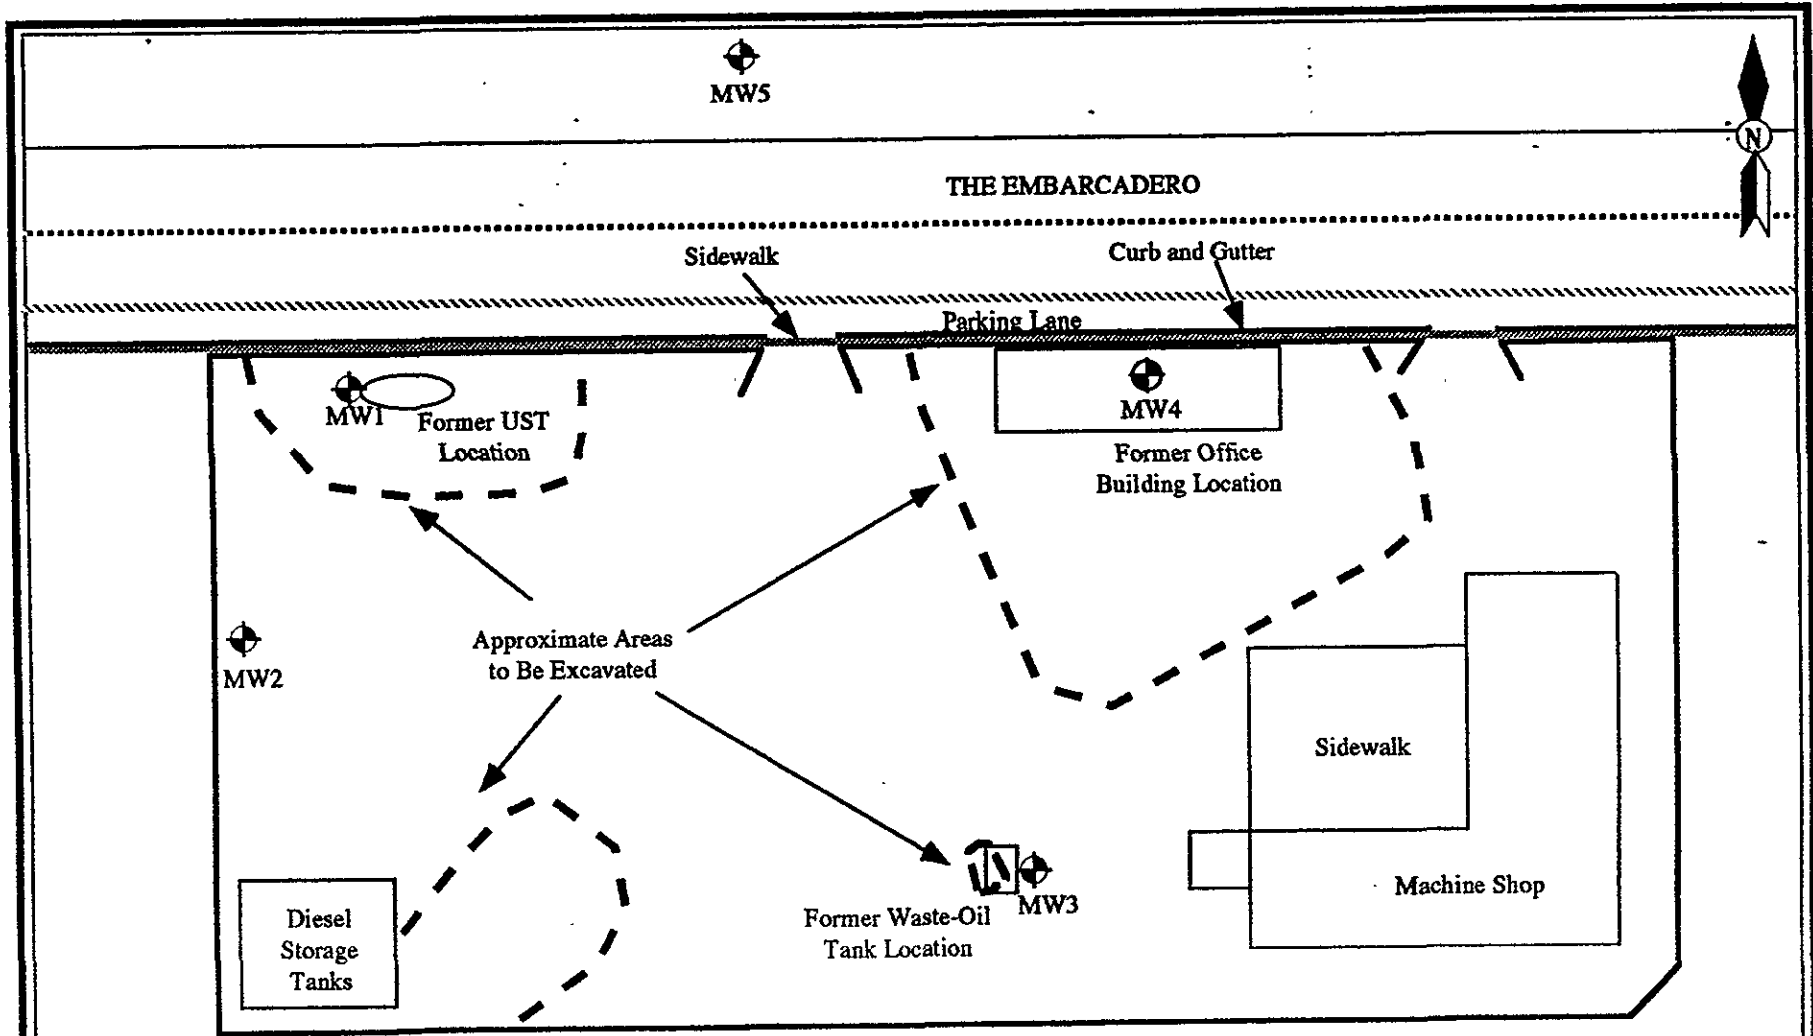 MW5
N
THE EMBARCADERO
Sidewalk
Curb and Gutter
Parking Lane
MW1
Former UST
Location
MW4
Former Office
Building Location
Approximate Areas
to Be Excavated
MW2
Sidewalk
Machine Shop
Diesel
Storage
Tanks
Former Waste-Oil
Tank Location
MW3